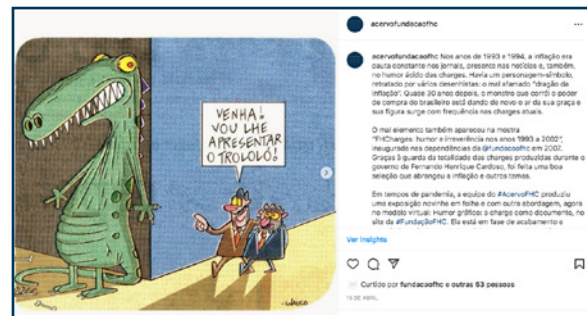 VENHA!
VOU LHE
APRESENTAR
O TROLOLÓ!
acervofundacaofhc
acervofundacaofhc Nos anos de 1993 e 1994, a inflação era
pauta constante nos jornais, presente nas notícias e, também,
no humor ácido das charges. Havia um personagem-símbolo,
retratado por vários desenhistas: o mal afamado "dragão da
inflação". Quase 30 anos depois, o monstro que corrói o poder
de compra do brasileiro está dando de novo o ar da sua graça e
sua figura surge com frequência nas charges atuais.
O mal elemento também apareceu na mostra
"FHCharges: humor e irreverência nos anos 1993 a 2002",
inaugurada nas dependências da @fundacaofhc em 2007.
Graças à guarda da totalidade das charges produzidas durante o
governo de Fernando Henrique Cardoso, foi feita uma boa
seleção que abrangeu a inflação e outros temas.
Em tempos de pandemia, a equipe do #AcervoFHC produziu
uma exposição novinha em folha e com outra abordagem, agora
no modelo virtual: Humor gráfico: a charge como documento, no
site da #FundaçãoFHC. Ela está em fase de acabamento e
Ver Insights
Curtido por fundacaofhc e outras 53 pessoas
15 DE ABRIL